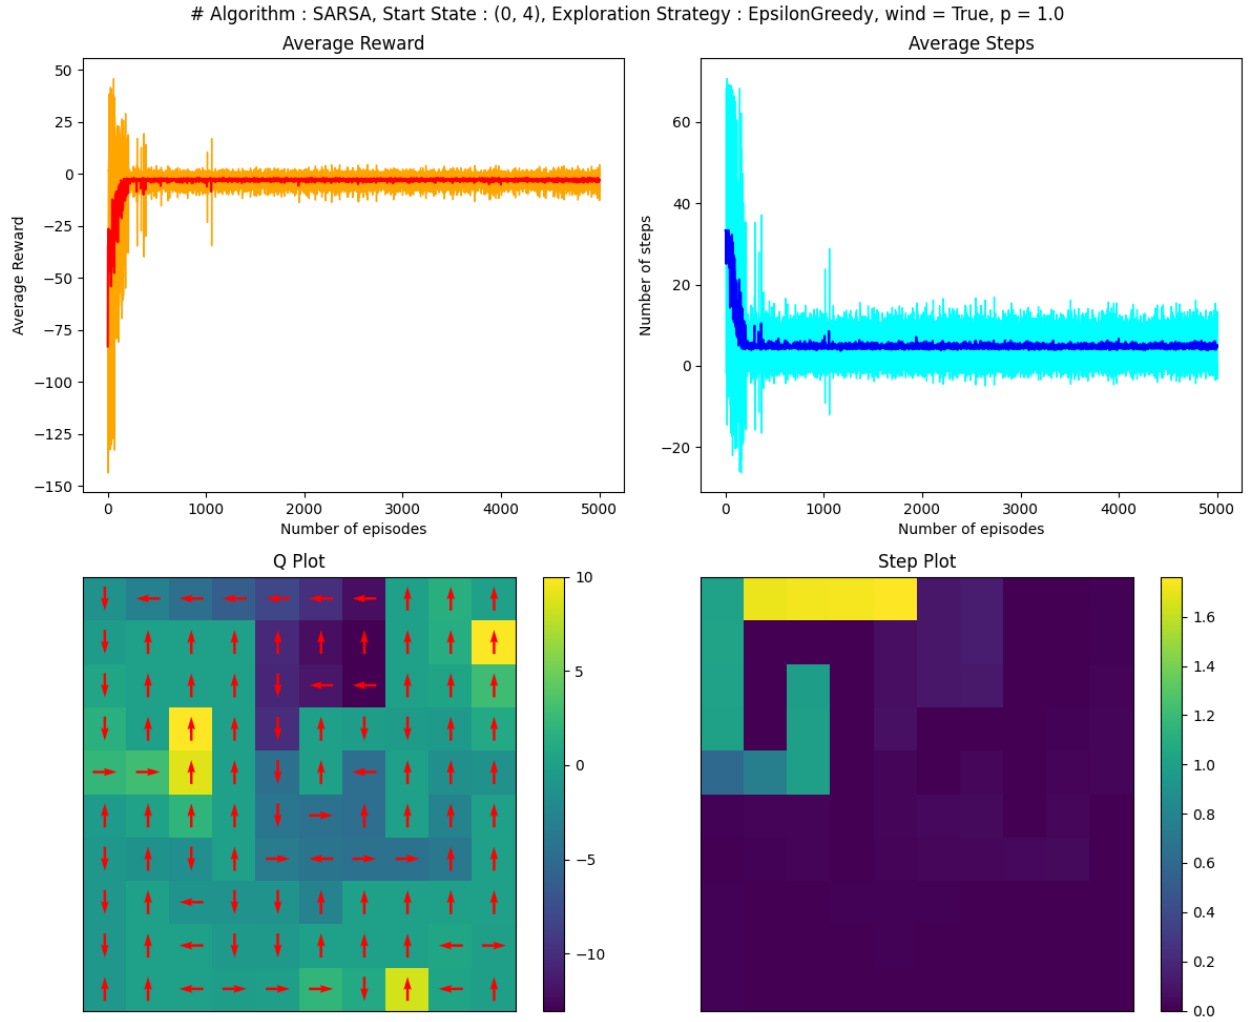 # Algorithm : SARSA, Start State : (0, 4), Exploration Strategy : EpsilonGreedy, wind = True, p = 1.0
Average Reward
50
25
0
−25
−50
−75
−100
−125
−150
Average Reward
0 1000 2000 3000 4000 5000
Number of episodes
Average Steps
60
40
20
0
−20
Number of steps
0 1000 2000 3000 4000 5000
Number of episodes
Q Plot
10
5
0
−5
−10
Step Plot
1.6
1.4
1.2
1.0
0.8
0.6
0.4
0.2
0.0